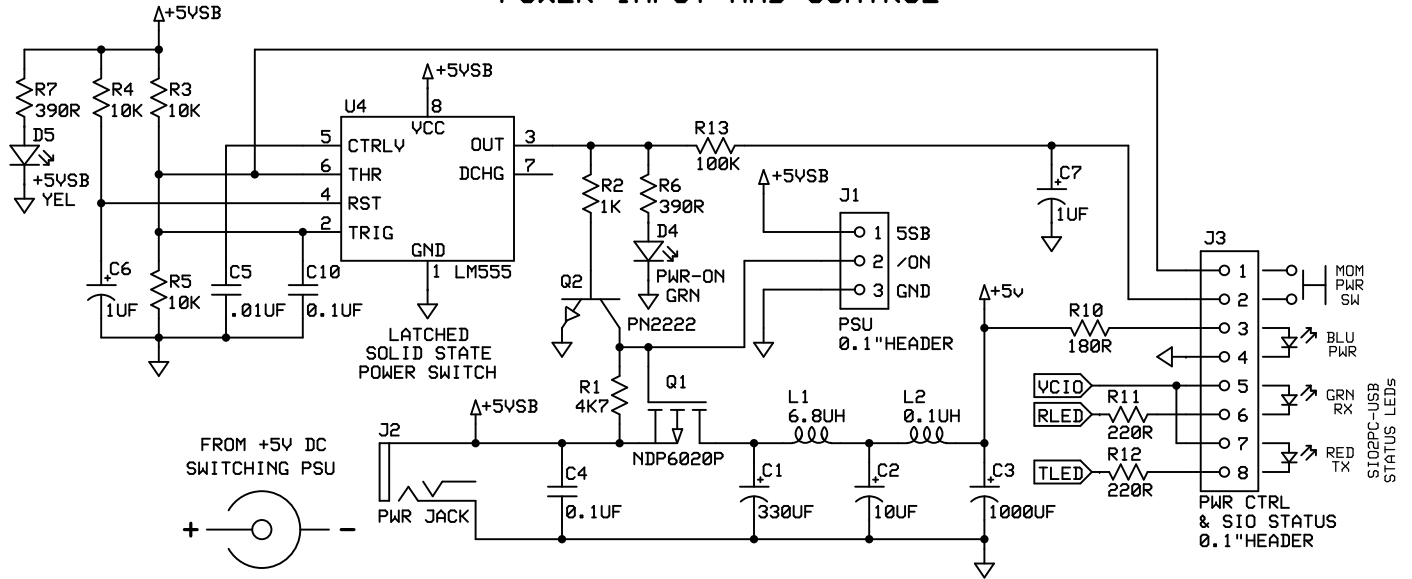 +5VSB
R7
390R
R4
10K
R3
10K
D5
+5VSB
YEL
C6
1UF
R5
10K
C5
.01UF
C10
0.1UF
U4
+5VSB
8
VCC
5 CTRLV
6 THR
4 RST
2 TRIG
OUT 3
DCHG 7
GND
1
LM555
LATCHED
SOLID STATE
POWER SWITCH
R2
1K
R6
390R
D4
PWR-ON
GRN
Q2
PN2222
R13
100K
+5VSB
J1
1 5SB
2 /ON
3 GND
PSU
0.1"HEADER
C7
1UF
R1
4K7
Q1
NDP6020P
+5VSB
J2
PWR JACK
FROM +5V DC
SWITCHING PSU
+ -
C4
0.1UF
L1
6.8UH
L2
0.1UH
C1
330UF
C2
10UF
C3
1000UF
+5v
R10
180R
VCIO
RLED
R11
220R
TLED
R12
220R
J3
1
2
3
4
5
6
7
8
MOM
PWR
SW
BLU
PWR
GRN
RX
RED
TX
SIO2PC-USB
STATUS LEDs
PWR CTRL
& SIO STATUS
0.1"HEADER